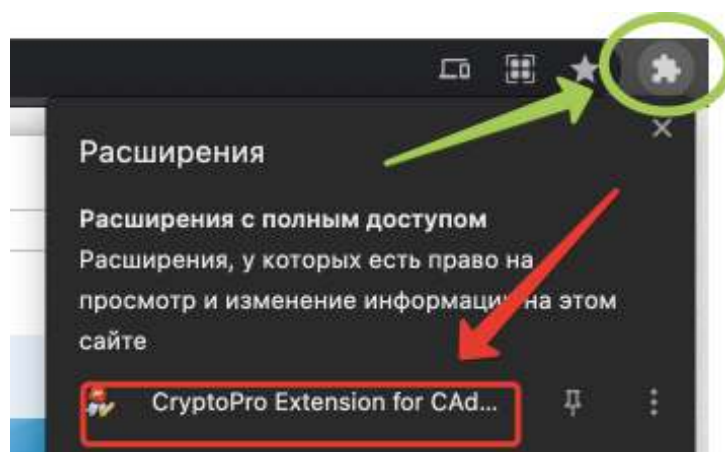 Расширения
Расширения с полным доступом
Расширения, у которых есть право на
просмотр и изменение информации на этом
сайте
CryptoPro Extension for CAd...